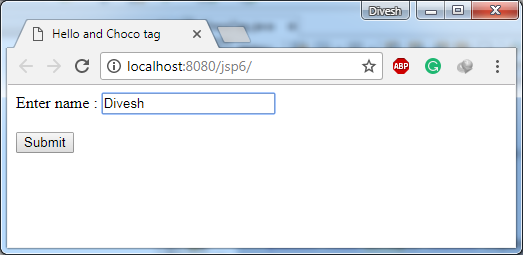 Divesh
Hello and Choco tag
localhost:8080/jsp6/
ABP
Enter name : Divesh
Submit